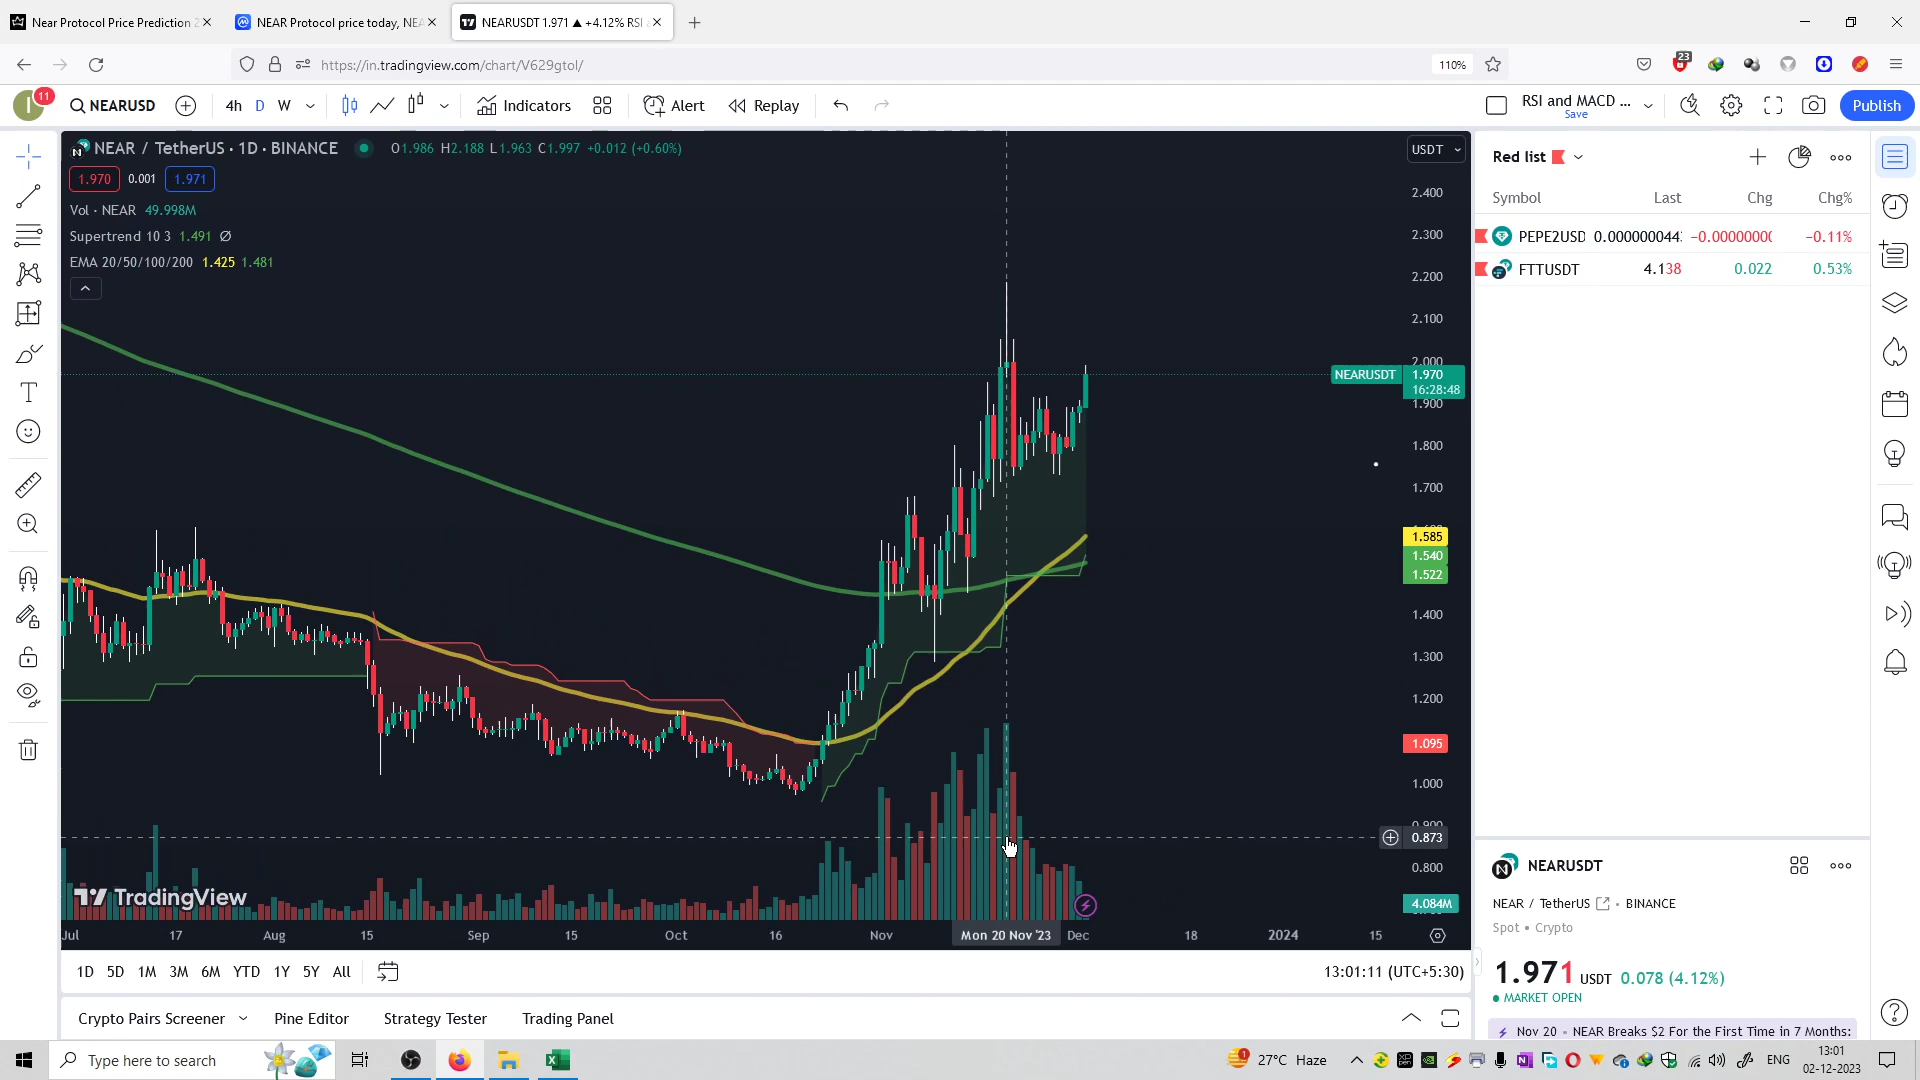 Near Protocol Price Prediction 2
NEAR Protocol price today, NEA
NEARUSDT 1.971 ▲ +4.12% RSI a
https://in.tradingview.com/chart/V629gtol/
110%
23
I
11
NEARUSD
4h
D
W
Indicators
Alert
Replay
RSI and MACD ...
Save
Publish
NEAR / TetherUS · 1D · BINANCE
O1.986 H2.188 L1.963 C1.997 +0.012 (+0.60%)
USDT
1.970
0.001
1.971
Vol · NEAR 49.998M
Supertrend 10 3 1.491 Ø
EMA 20/50/100/200 1.425 1.481
2.400
2.300
2.200
2.100
2.000
NEARUSDT
1.970
16:28:48
1.900
1.800
1.700
1.585
1.540
1.522
1.400
1.300
1.200
1.095
1.000
0.900
0.873
0.800
4.084M
TradingView
Jul
17
Aug
15
Sep
15
Oct
16
Nov
Mon 20 Nov '23
Dec
18
2024
15
1D
5D
1M
3M
6M
YTD
1Y
5Y
All
13:01:11 (UTC+5:30)
Crypto Pairs Screener
Pine Editor
Strategy Tester
Trading Panel
Red list
Symbol
Last
Chg
Chg%
PEPE2USD
0.0000000044
−0.0000000
−0.11%
FTTUSDT
4.138
0.022
0.53%
NEARUSDT
NEAR / TetherUS
• BINANCE
Spot • Crypto
1.971 USDT 0.078 (4.12%)
MARKET OPEN
Nov 20 • NEAR Breaks $2 For the First Time in 7 Months:
Type here to search
27°C Haze
ENG
13:01
02-12-2023